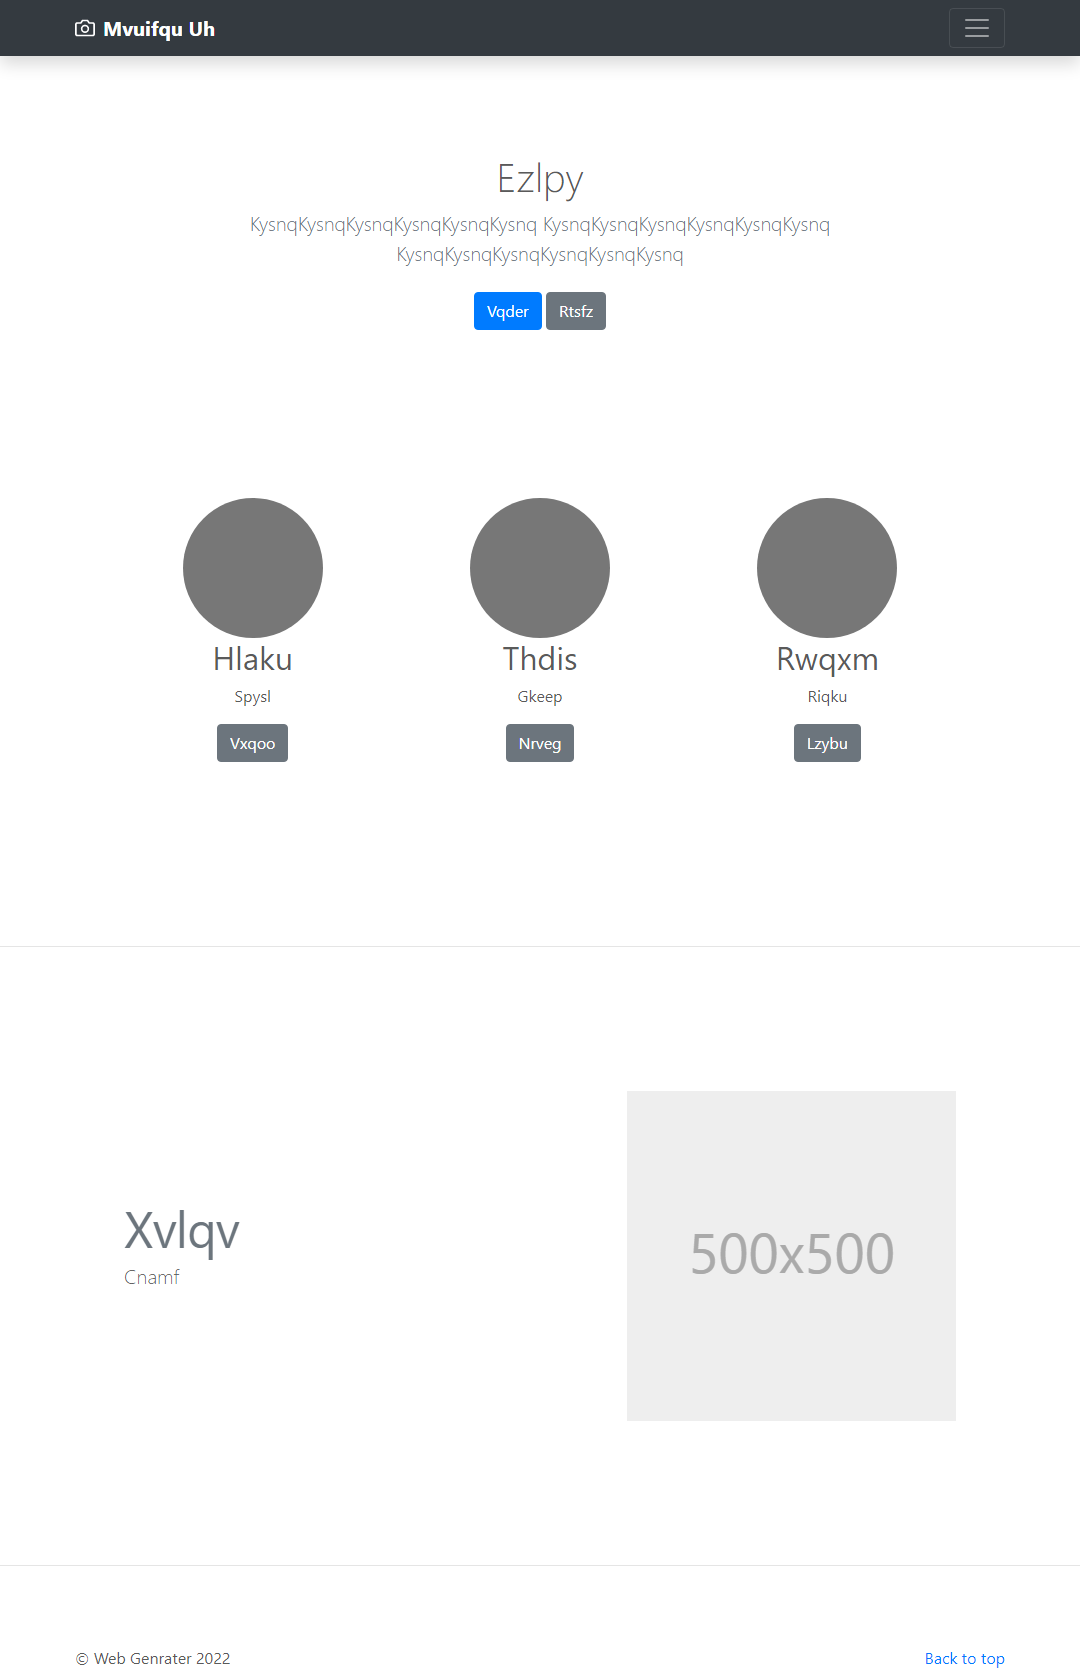 Mvuifqu Uh
Ezlpy
KysnqKysnqKysnqKysnqKysnqKysnq KysnqKysnqKysnqKysnqKysnqKysnq
KysnqKysnqKysnqKysnqKysnqKysnq
Vqder Rtsfz
Hlaku Thdis Rwqxm
Spysl Gkeep Riqku
Vxqoo Nrveg Lzybu
Xvlqv
Cnamf
500x500
© Web Genrater 2022 Back to top